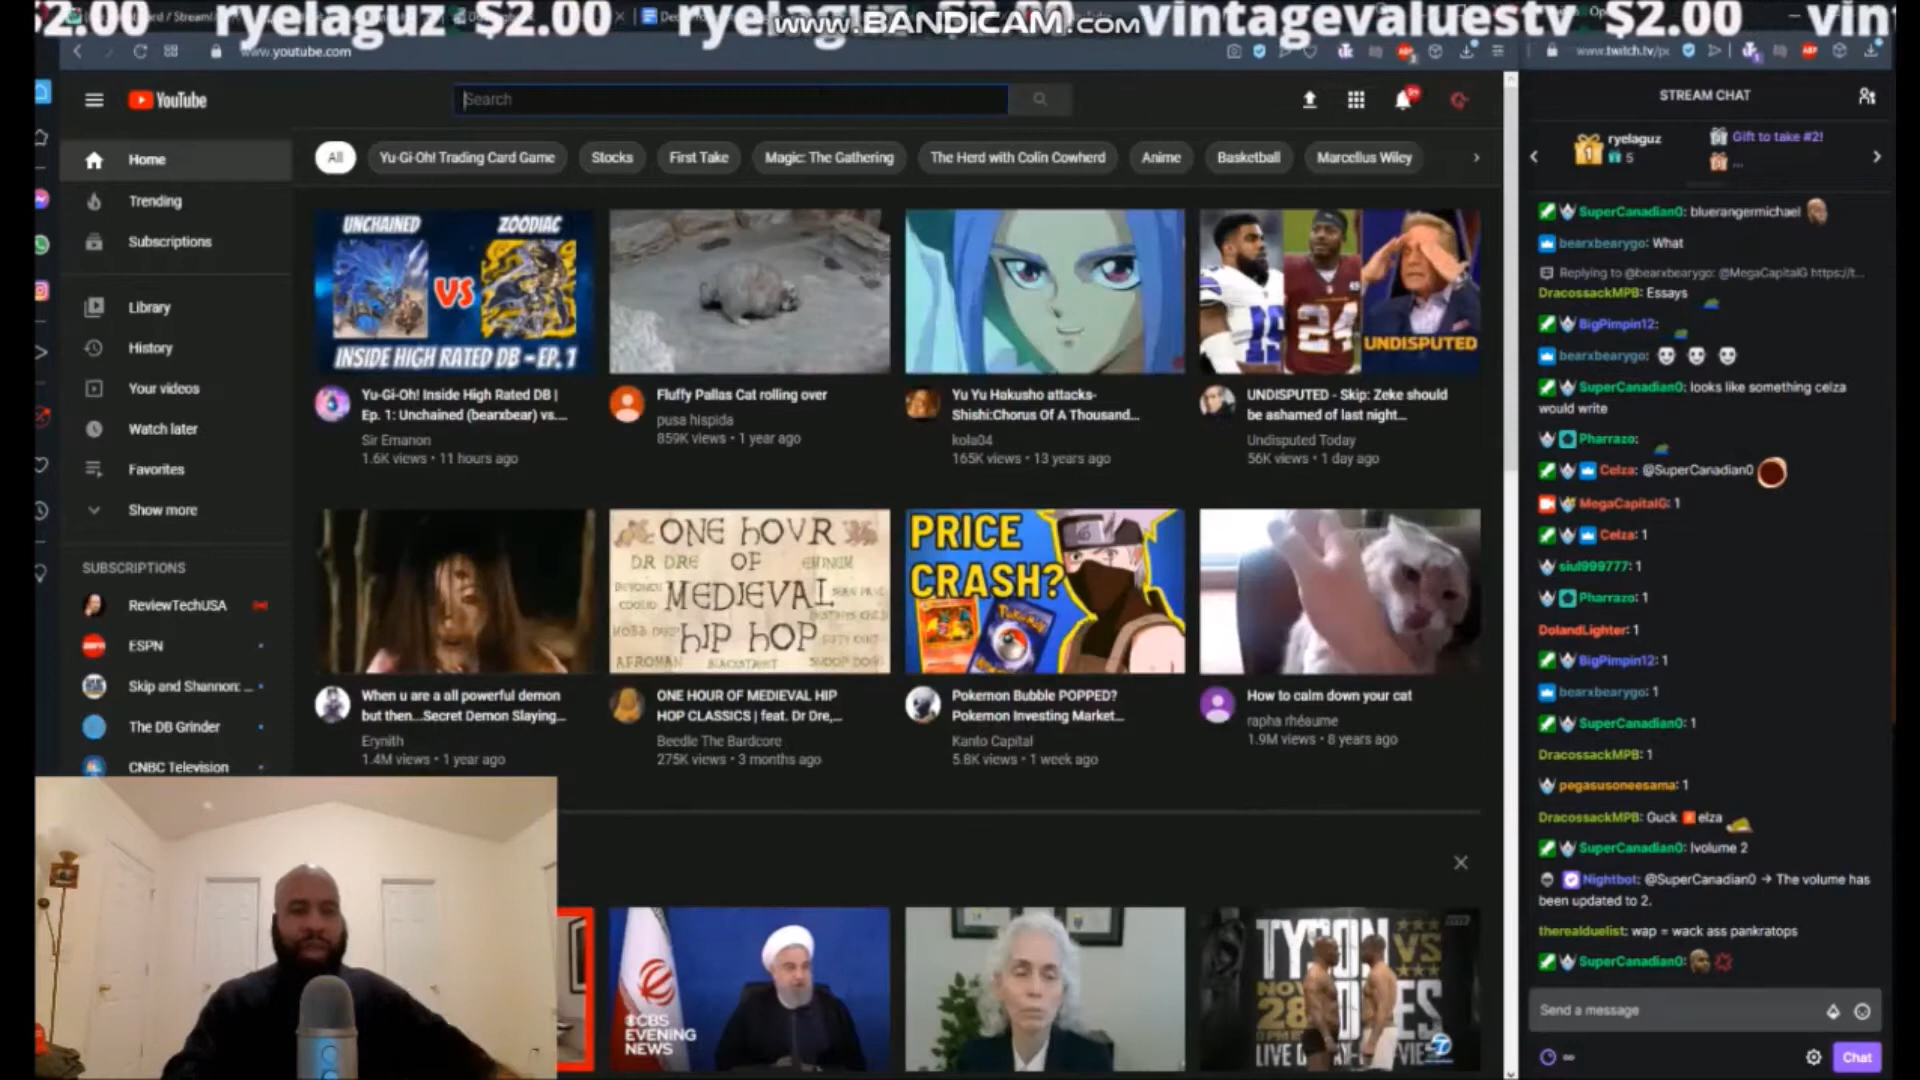 $2.00 ryelaguz $2.00 ryelaguz $2.00 vintagevaluestv $2.00
www.BANDICAM.com
www.youtube.com
www.twitch.tv/pc
YouTube
Search
STREAM CHAT
ryelaguz
5
Gift to take #2!
...
All
Yu-Gi-Oh! Trading Card Game
Stocks
First Take
Magic: The Gathering
The Herd with Colin Cowherd
Anime
Basketball
Marcellus Wiley
Home
Trending
Subscriptions
Library
History
Your videos
Watch later
Favorites
Show more
SUBSCRIPTIONS
ReviewTechUSA
ESPN
Skip and Shannon: ...
The DB Grinder
CNBC Television
UNCHAINED
ZOODIAC
VS
INSIDE HIGH RATED DB - EP. 1
Yu-Gi-Oh! Inside High Rated DB |
Ep. 1: Unchained (bearxbear) vs....
Sir Emanon
1.6K views • 11 hours ago
Fluffy Pallas Cat rolling over
pusa hispida
859K views • 1 year ago
Yu Yu Hakusho attacks-
Shishi:Chorus Of A Thousand...
kola04
165K views • 13 years ago
24
UNDISPUTED
UNDISPUTED - Skip: Zeke should
be ashamed of last night...
Undisputed Today
56K views • 1 day ago
When u are a all powerful demon
but then...Secret Demon Slaying...
Erynith
1.4M views • 1 year ago
ONE HOVR
DR DRE OF EMINEM
MEDIEVAL
HIP HOP
AFROMAN BLACKSTREET SNOOP DOGG
ONE HOUR OF MEDIEVAL HIP
HOP CLASSICS | feat. Dr Dre,...
Beedle The Bardcore
275K views • 3 months ago
PRICE
CRASH?
Pokemon Bubble POPPED?
Pokemon Investing Market...
Kanto Capital
5.8K views • 1 week ago
How to calm down your cat
rapha rhéaume
1.9M views • 8 years ago
CBS
EVENING
NEWS
TYSON
VS
NOV
28
LIVE
SuperCanadian0: bluerangermichael
bearxbearygo: What
Replying to @bearxbearygo: @MegaCapitalG https://t...
DracossackMPB: Essays
BigPimpin12:
bearxbearygo:
SuperCanadian0: looks like something celza
would write
Pharrazo:
Celza: @SuperCanadian0
MegaCapitalG: 1
Celza: 1
siul999777: 1
Pharrazo: 1
DolandLighter: 1
BigPimpin12: 1
bearxbearygo: 1
SuperCanadian0: 1
DracossackMPB: 1
pegasusoneesama: 1
DracossackMPB: Guck elza
SuperCanadian0: !volume 2
Nightbot: @SuperCanadian0 -> The volume has
been updated to 2.
therealduelist: wap = wack ass pankratops
SuperCanadian0:
Send a message
Chat